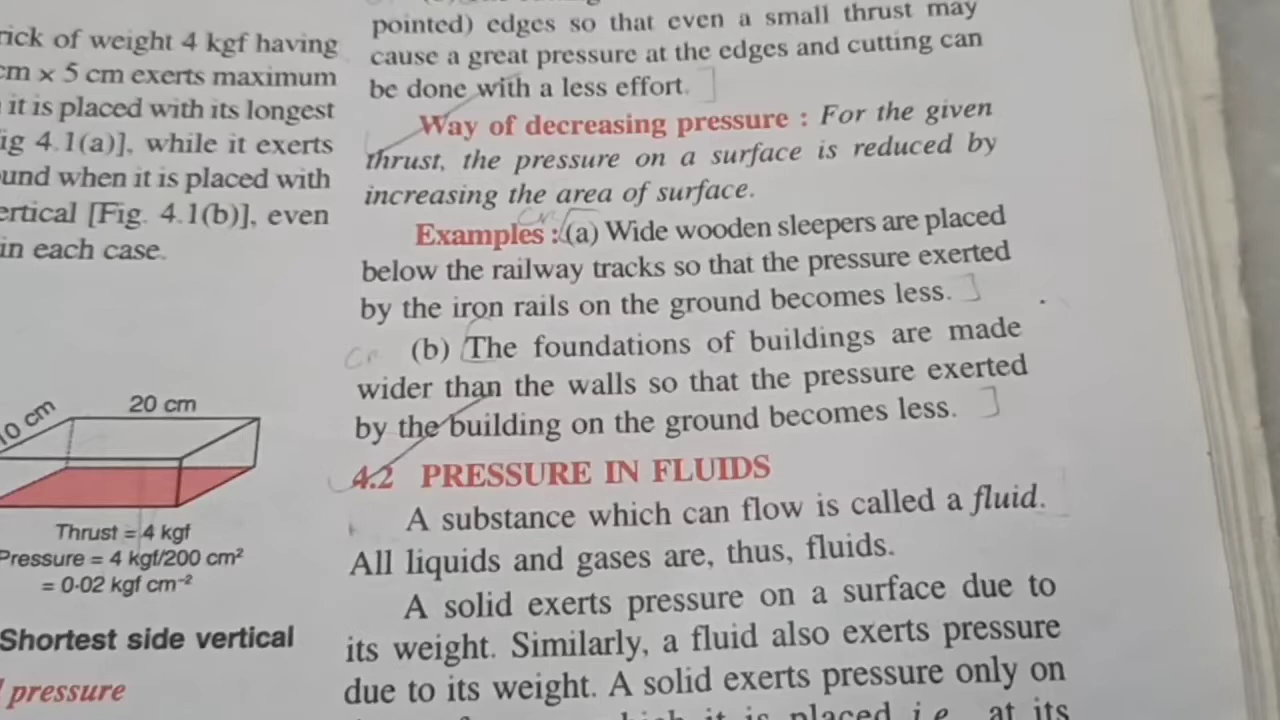 rick of weight 4 kgf having
cm × 5 cm exerts maximum
it is placed with its longest
ig 4.1(a)], while it exerts
und when it is placed with
ertical [Fig. 4.1(b)], even
in each case.
10 cm
20 cm
Thrust = 4 kgf
Pressure = 4 kgf/200 cm²
= 0·02 kgf cm⁻²
Shortest side vertical
pressure
pointed) edges so that even a small thrust may
cause a great pressure at the edges and cutting can
be done with a less effort.
Way of decreasing pressure : For the given
thrust, the pressure on a surface is reduced by
increasing the area of surface.
Examples : (a) Wide wooden sleepers are placed
below the railway tracks so that the pressure exerted
by the iron rails on the ground becomes less.
(b) The foundations of buildings are made
wider than the walls so that the pressure exerted
by the building on the ground becomes less.
4.2 PRESSURE IN FLUIDS
A substance which can flow is called a fluid.
All liquids and gases are, thus, fluids.
A solid exerts pressure on a surface due to
its weight. Similarly, a fluid also exerts pressure
due to its weight. A solid exerts pressure only on
it is placed i.e. at its